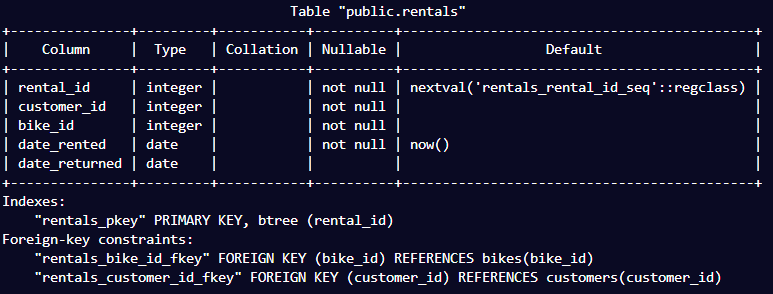 Table "public.rentals"
+---------------+---------+-----------+----------+--------------------------------------------+
|    Column     |  Type   | Collation | Nullable |                  Default                   |
+---------------+---------+-----------+----------+--------------------------------------------+
| rental_id     | integer |           | not null | nextval('rentals_rental_id_seq'::regclass) |
| customer_id   | integer |           | not null |                                            |
| bike_id       | integer |           | not null |                                            |
| date_rented   | date    |           | not null | now()                                      |
| date_returned | date    |           |          |                                            |
+---------------+---------+-----------+----------+--------------------------------------------+
Indexes:
    "rentals_pkey" PRIMARY KEY, btree (rental_id)
Foreign-key constraints:
    "rentals_bike_id_fkey" FOREIGN KEY (bike_id) REFERENCES bikes(bike_id)
    "rentals_customer_id_fkey" FOREIGN KEY (customer_id) REFERENCES customers(customer_id)